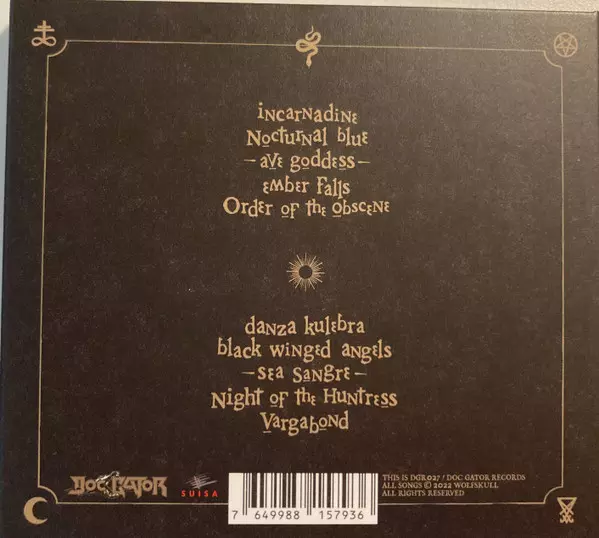 incarnadine
Nocturnal blue
– ave goddess –
ember falls
Order of the obscene
danza kulebra
black winged angels
– sea sangre –
Night of the Huntress
Vargabond
DOC GATOR
SUISA
THIS IS DGR027 / DOC GATOR RECORDS
ALL SONGS © 2022 WOLFSKULL
ALL RIGHTS RESERVED
7 649988 157936